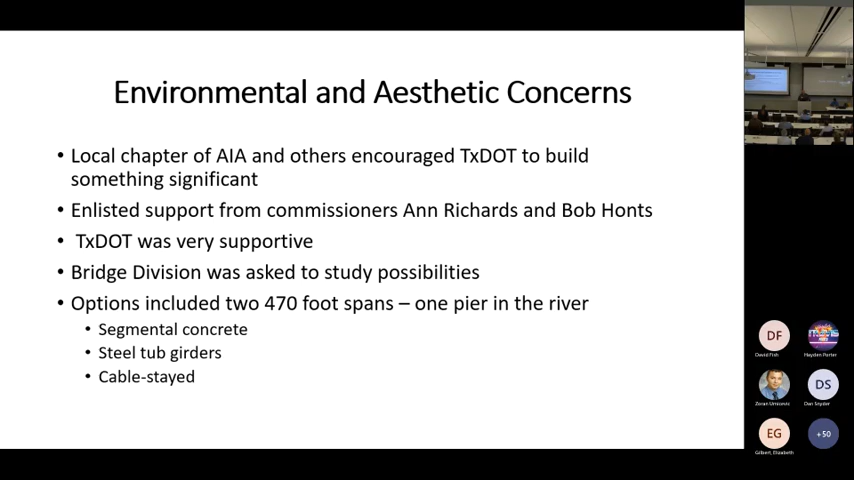 Environmental and Aesthetic Concerns
• Local chapter of AIA and others encouraged TxDOT to build
something significant
• Enlisted support from commissioners Ann Richards and Bob Honts
• TxDOT was very supportive
• Bridge Division was asked to study possibilities
• Options included two 470 foot spans – one pier in the river
• Segmental concrete
• Steel tub girders
• Cable-stayed
DF
David Fish
Hayden Porter
DS
Dan Snyder
EG
Gilbert, Elizabeth
+50